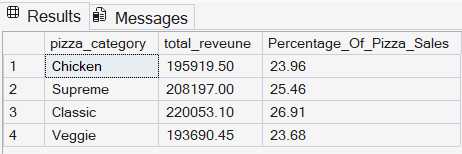 Results Messages
pizza_category total_reveune Percentage_Of_Pizza_Sales
1 Chicken 195919.50 23.96
2 Supreme 208197.00 25.46
3 Classic 220053.10 26.91
4 Veggie 193690.45 23.68